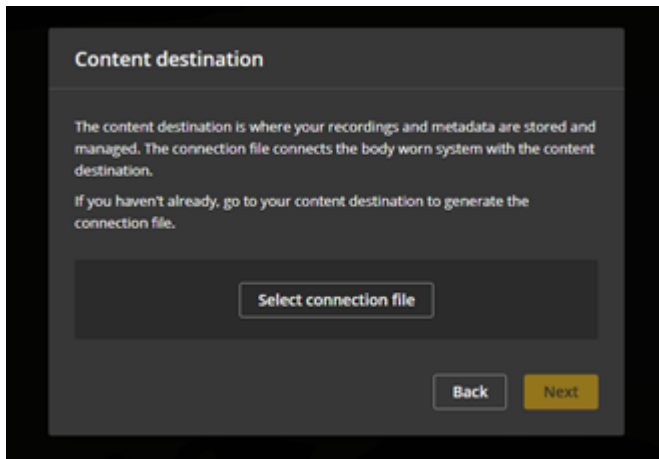 Content destination
The content destination is where your recordings and metadata are stored and
managed. The connection file connects the body worn system with the content
destination.
If you haven't already, go to your content destination to generate the
connection file.
Select connection file
Back
Next